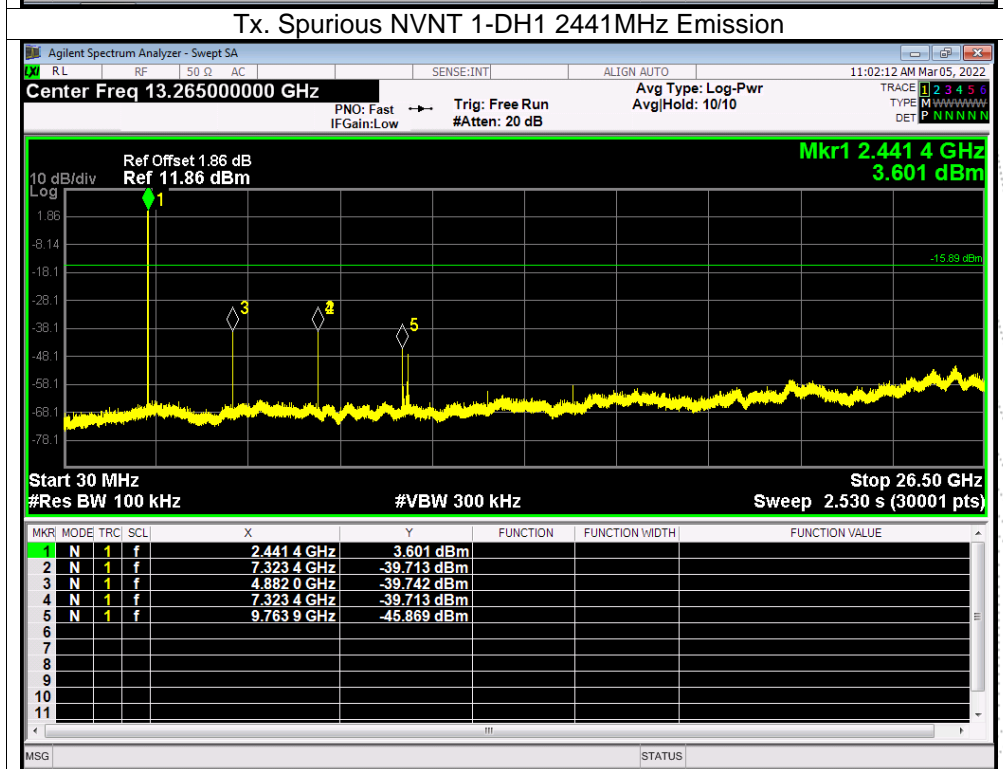 Tx. Spurious NVNT 1-DH1 2441MHz Emission
Agilent Spectrum Analyzer - Swept SA
LXI RL RF 50 Ω AC SENSE:INT ALIGN AUTO 11:02:12 AM Mar 05, 2022
Center Freq 13.265000000 GHz Avg Type: Log-Pwr TRACE 1 2 3 4 5 6
PNO: Fast Trig: Free Run Avg|Hold: 10/10 TYPE M WWWWW
IFGain:Low #Atten: 20 dB DET P N N N N N
Mkr1 2.441 4 GHz
3.601 dBm
Ref Offset 1.86 dB
10 dB/div Ref 11.86 dBm
Log
1
1.86
-8.14
-15.89 dBm
-18.1
-28.1
3
5
-38.1
-48.1
-58.1
-68.1
-78.1
Start 30 MHz Stop 26.50 GHz
#Res BW 100 kHz #VBW 300 kHz Sweep 2.530 s (30001 pts)
MKR MODE TRC SCL X Y FUNCTION FUNCTION WIDTH FUNCTION VALUE
1 N 1 f 2.441 4 GHz 3.601 dBm
2 N 1 f 7.323 4 GHz -39.713 dBm
3 N 1 f 4.882 0 GHz -39.742 dBm
4 N 1 f 7.323 4 GHz -39.713 dBm
5 N 1 f 9.763 9 GHz -45.869 dBm
6
7
8
9
10
11
MSG STATUS